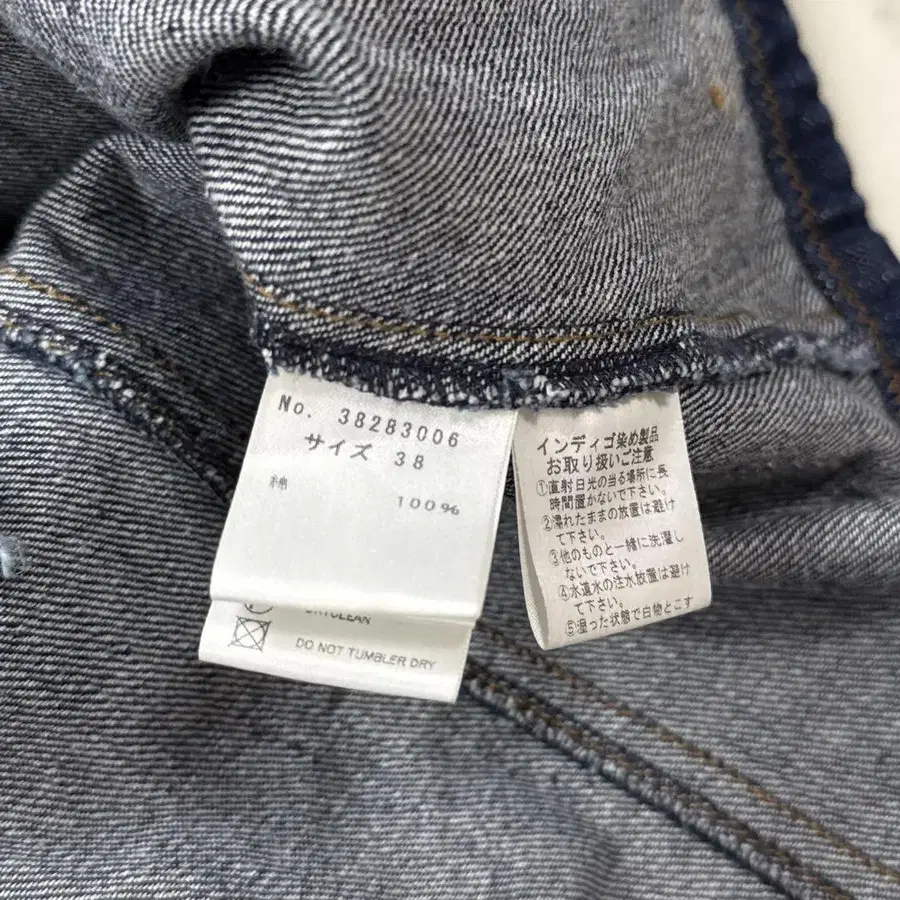 No. 38283006
サイズ 38
綿
100%
DRYCLEAN
DO NOT TUMBLER DRY
インディゴ染め製品
お取り扱いご注意
①直射日光の当る場所に長
時間置かないで下さい。
②濡れたままの放置は避け
て下さい。
③他のものと一緒に洗濯し
ないで下さい。
④水道水の注水放置は避け
て下さい。
⑤湿った状態で白物とこす